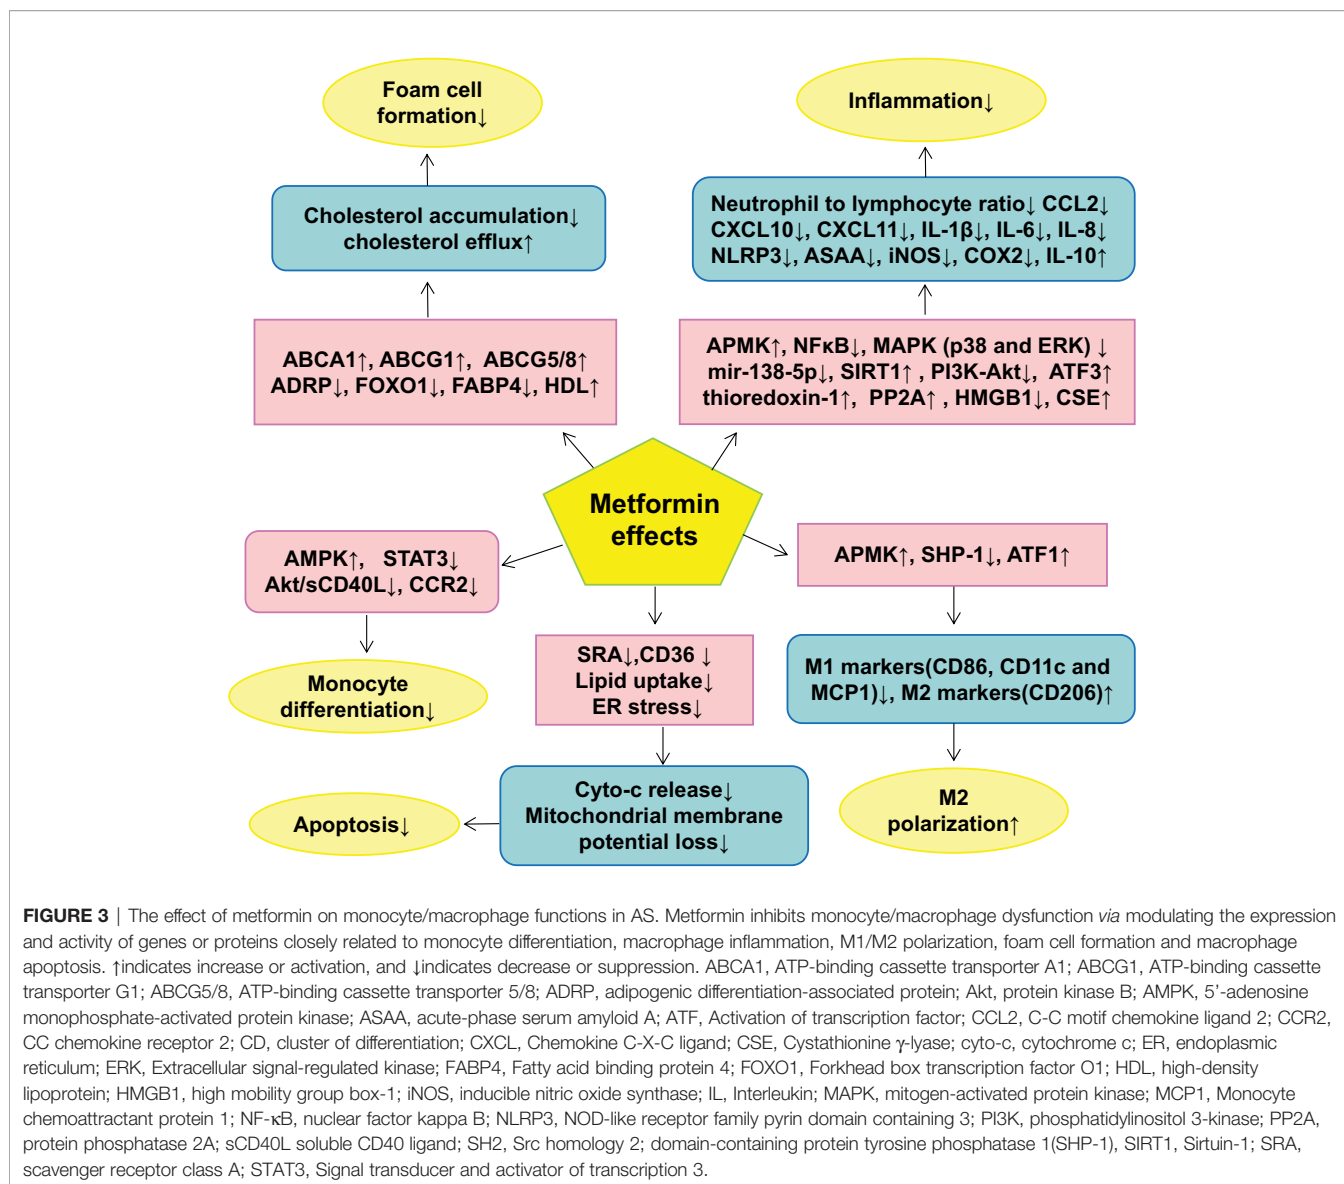 Foam cell
formation↓
Inflammation↓
Cholesterol accumulation↓
cholesterol efflux↑
Neutrophil to lymphocyte ratio↓ CCL2↓
CXCL10↓, CXCL11↓, IL-1β↓, IL-6↓, IL-8↓
NLRP3↓, ASAA↓, iNOS↓, COX2↓, IL-10↑
ABCA1↑, ABCG1↑, ABCG5/8↑
ADRP↓, FOXO1↓, FABP4↓, HDL↑
APMK↑, NFκB↓, MAPK (p38 and ERK) ↓
mir-138-5p↓, SIRT1↑ , PI3K-Akt↓, ATF3↑
thioredoxin-1↑, PP2A↑ , HMGB1↓, CSE↑
Metformin
effects
AMPK↑, STAT3↓
Akt/sCD40L↓, CCR2↓
APMK↑, SHP-1↓, ATF1↑
Monocyte
differentiation↓
SRA↓,CD36 ↓
Lipid uptake↓
ER stress↓
M1 markers(CD86, CD11c and
MCP1)↓, M2 markers(CD206)↑
Apoptosis↓
Cyto-c release↓
Mitochondrial membrane
potential loss↓
M2
polarization↑
FIGURE 3 | The effect of metformin on monocyte/macrophage functions in AS. Metformin inhibits monocyte/macrophage dysfunction via modulating the expression
and activity of genes or proteins closely related to monocyte differentiation, macrophage inflammation, M1/M2 polarization, foam cell formation and macrophage
apoptosis. ↑indicates increase or activation, and ↓indicates decrease or suppression. ABCA1, ATP-binding cassette transporter A1; ABCG1, ATP-binding cassette
transporter G1; ABCG5/8, ATP-binding cassette transporter 5/8; ADRP, adipogenic differentiation-associated protein; Akt, protein kinase B; AMPK, 5’-adenosine
monophosphate-activated protein kinase; ASAA, acute-phase serum amyloid A; ATF, Activation of transcription factor; CCL2, C-C motif chemokine ligand 2; CCR2,
CC chemokine receptor 2; CD, cluster of differentiation; CXCL, Chemokine C-X-C ligand; CSE, Cystathionine γ-lyase; cyto-c, cytochrome c; ER, endoplasmic
reticulum; ERK, Extracellular signal-regulated kinase; FABP4, Fatty acid binding protein 4; FOXO1, Forkhead box transcription factor O1; HDL, high-density
lipoprotein; HMGB1, high mobility group box-1; iNOS, inducible nitric oxide synthase; IL, Interleukin; MAPK, mitogen-activated protein kinase; MCP1, Monocyte
chemoattractant protein 1; NF-κB, nuclear factor kappa B; NLRP3, NOD-like receptor family pyrin domain containing 3; PI3K, phosphatidylinositol 3-kinase; PP2A,
protein phosphatase 2A; sCD40L soluble CD40 ligand; SH2, Src homology 2; domain-containing protein tyrosine phosphatase 1(SHP-1), SIRT1, Sirtuin-1; SRA,
scavenger receptor class A; STAT3, Signal transducer and activator of transcription 3.